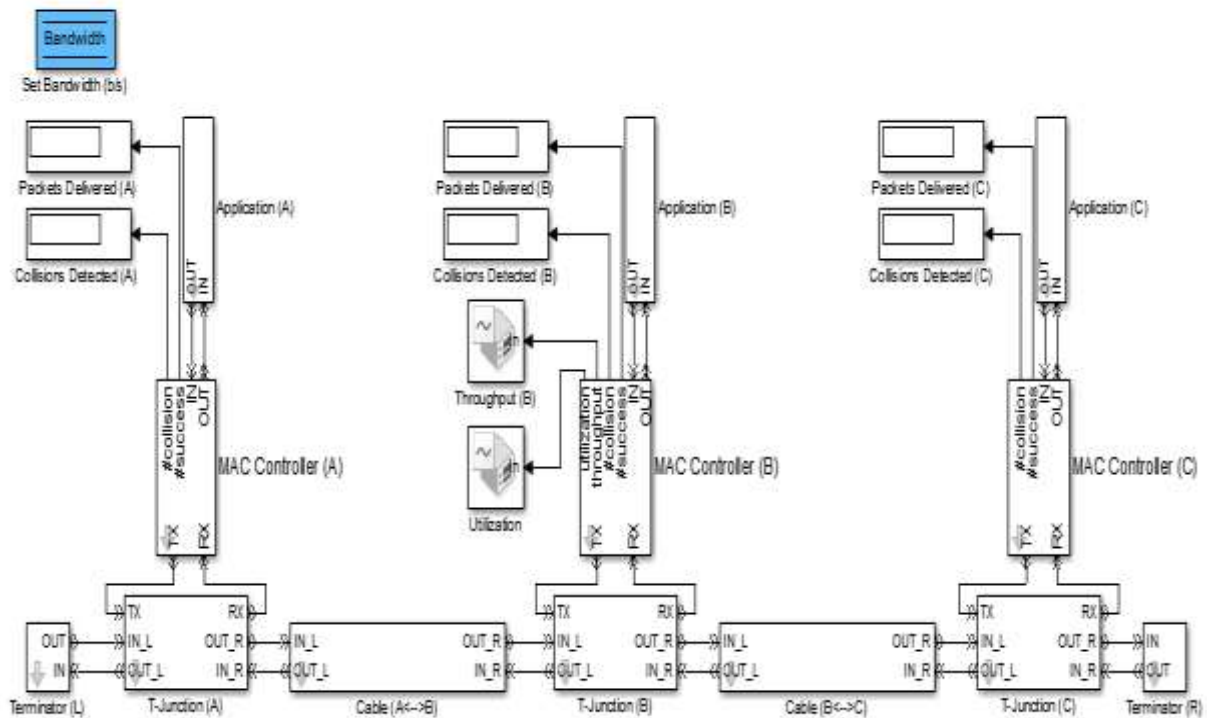 Bandwidth
Set Bandwidth (b/s)
Packets Delivered (A)
Collisions Detected (A)
Application (A)
OUT
IN
#collision
#success
IN
OUT
TX
RX
MAC Controller (A)
Packets Delivered (B)
Collisions Detected (B)
Application (B)
OUT
IN
In
Throughput (B)
In
Utilization
utilization
throughput
#collision
#success
IN
OUT
TX
RX
MAC Controller (B)
Packets Delivered (C)
Collisions Detected (C)
Application (C)
OUT
IN
#collision
#success
IN
OUT
TX
RX
MAC Controller (C)
OUT
IN
Terminator (L)
TX RX
IN_L OUT_R
OUT_L IN_R
T-Junction (A)
IN_L OUT_R
OUT_L IN_R
Cable (A<-->B)
TX RX
IN_L OUT_R
OUT_L IN_R
T-Junction (B)
IN_L OUT_R
OUT_L IN_R
Cable (B<-->C)
TX RX
IN_L OUT_R
OUT_L IN_R
T-Junction (C)
IN
OUT
Terminator (R)